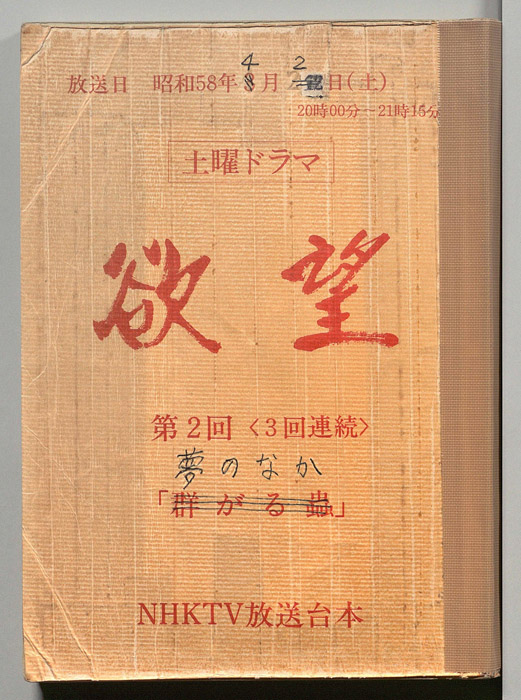 4 2
放送日 昭和58年月 日(土)
20時00分～21時15分
土曜ドラマ
欲望
第2回〈3回連続〉
夢のなか
「群がる蟲」
NHKTV放送台本